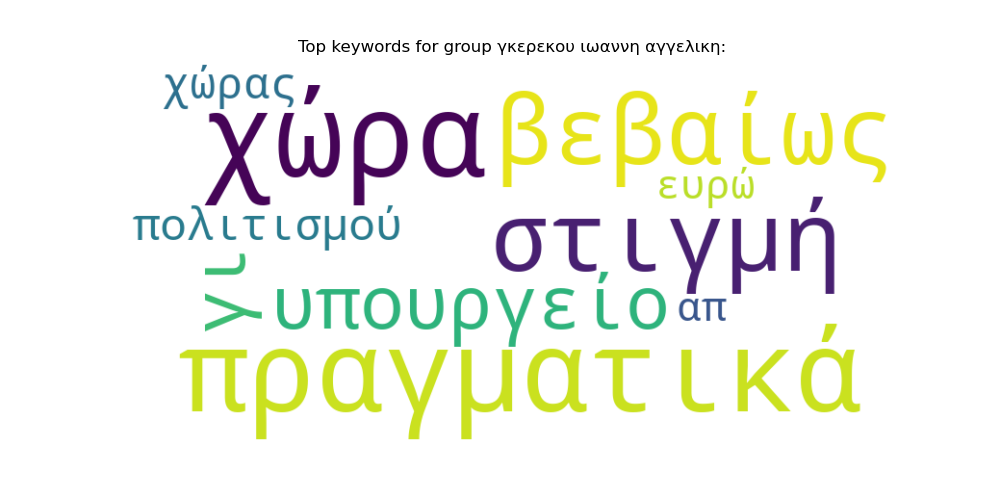 Top keywords for group γκερεκου ιωαννη αγγελικη:
χώρας
χώρα βεβαίως
ευρώ
πολιτισμού στιγμή
γι υπουργείο απ
πραγματικά